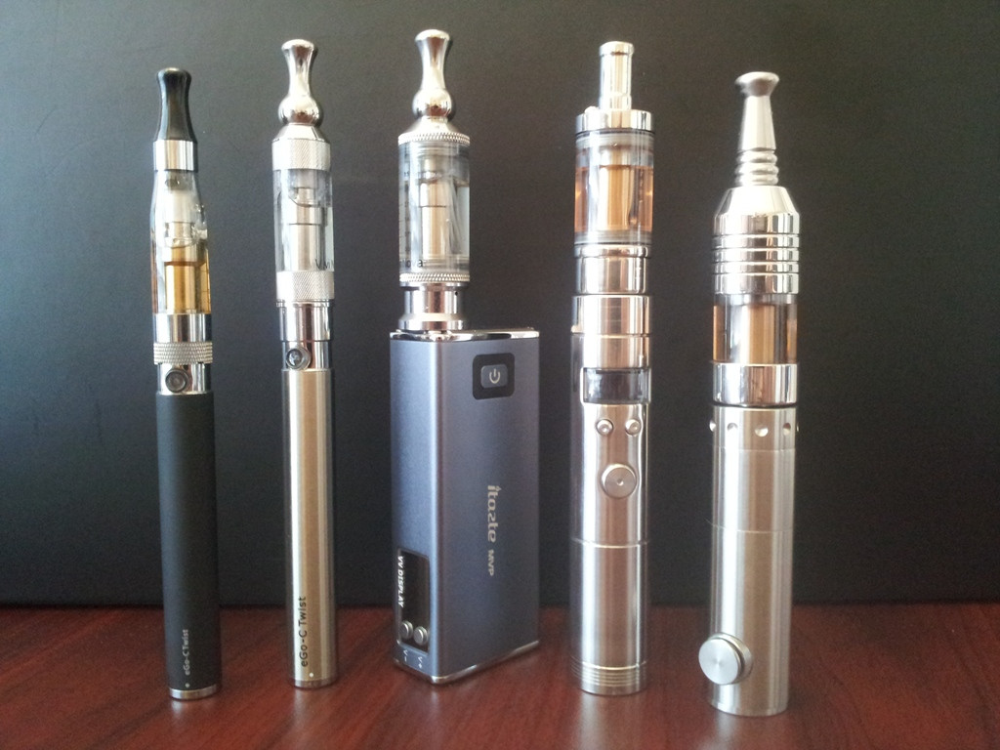 eGo-C Twist
eGo-C Twist
itaste MVP
VV DISPLAY
V- V+